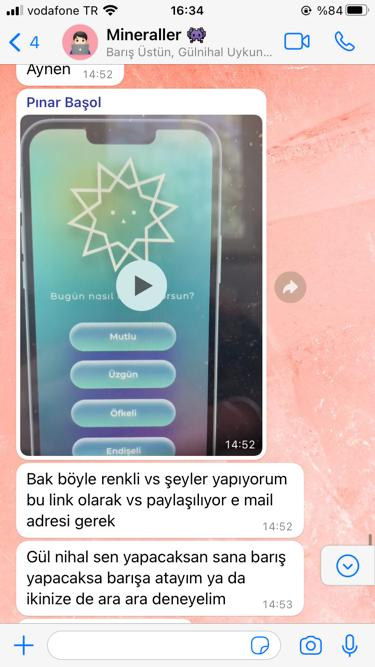 vodafone TR
16:34
%84
4
Mineraller
Barış Üstün, Gülnihal Uykun...
Aynen
14:52
Pınar Başol
Bugün nasıl rsun?
Mutlu
Üzgün
Öfkeli
Endişeli
14:52
Bak böyle renkli vs şeyler yapıyorum
bu link olarak vs paylaşılıyor e mail
adresi gerek
14:52
Gül nihal sen yapacaksan sana barış
yapacaksa barışa atayım ya da
ikinize de ara ara deneyelim
14:53